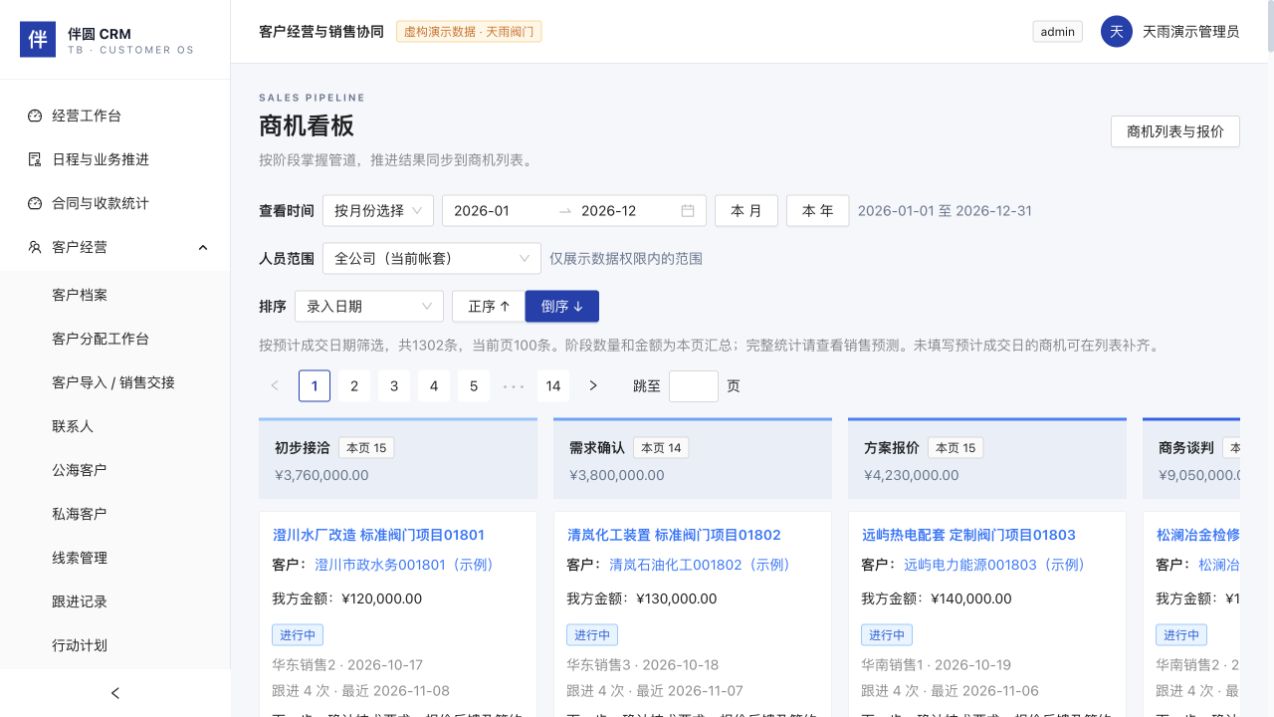 伴 伴圆 CRM
TB · CUSTOMER OS
客户经营与销售协同 虚构演示数据 · 天雨阀门 admin 天 天雨演示管理员
经营工作台
日程与业务推进
合同与收款统计
客户经营
客户档案
客户分配工作台
客户导入 / 销售交接
联系人
公海客户
私海客户
线索管理
跟进记录
行动计划
SALES PIPELINE
商机看板
商机列表与报价
按阶段掌握管道，推进结果同步到商机列表。
查看时间 按月份选择 2026-01 → 2026-12 本 月 本 年 2026-01-01 至 2026-12-31
人员范围 全公司（当前帐套） 仅展示数据权限内的范围
排序 录入日期 正序 ↑ 倒序 ↓
按预计成交日期筛选，共1302条，当前页100条。阶段数量和金额为本页汇总；完整统计请查看销售预测。未填写预计成交日的商机可在列表补齐。
< 1 2 3 4 5 ··· 14 > 跳至 页
初步接洽 本页 15
¥3,760,000.00
澄川水厂改造 标准阀门项目01801
客户： 澄川市政水务001801（示例）
我方金额：¥120,000.00
进行中
华东销售2 · 2026-10-17
跟进 4 次 · 最近 2026-11-08
需求确认 本页 14
¥3,800,000.00
清岚化工装置 标准阀门项目01802
客户： 清岚石油化工001802（示例）
我方金额：¥130,000.00
进行中
华东销售3 · 2026-10-18
跟进 4 次 · 最近 2026-11-07
方案报价 本页 15
¥4,230,000.00
远屿热电配套 定制阀门项目01803
客户： 远屿电力能源001803（示例）
我方金额：¥140,000.00
进行中
华南销售1 · 2026-10-19
跟进 4 次 · 最近 2026-11-06
商务谈判 本
¥9,050,000.0
松澜冶金检修
客户： 松澜冶
我方金额：¥1
进行中
华南销售2 · 2
跟进 4 次 · 最